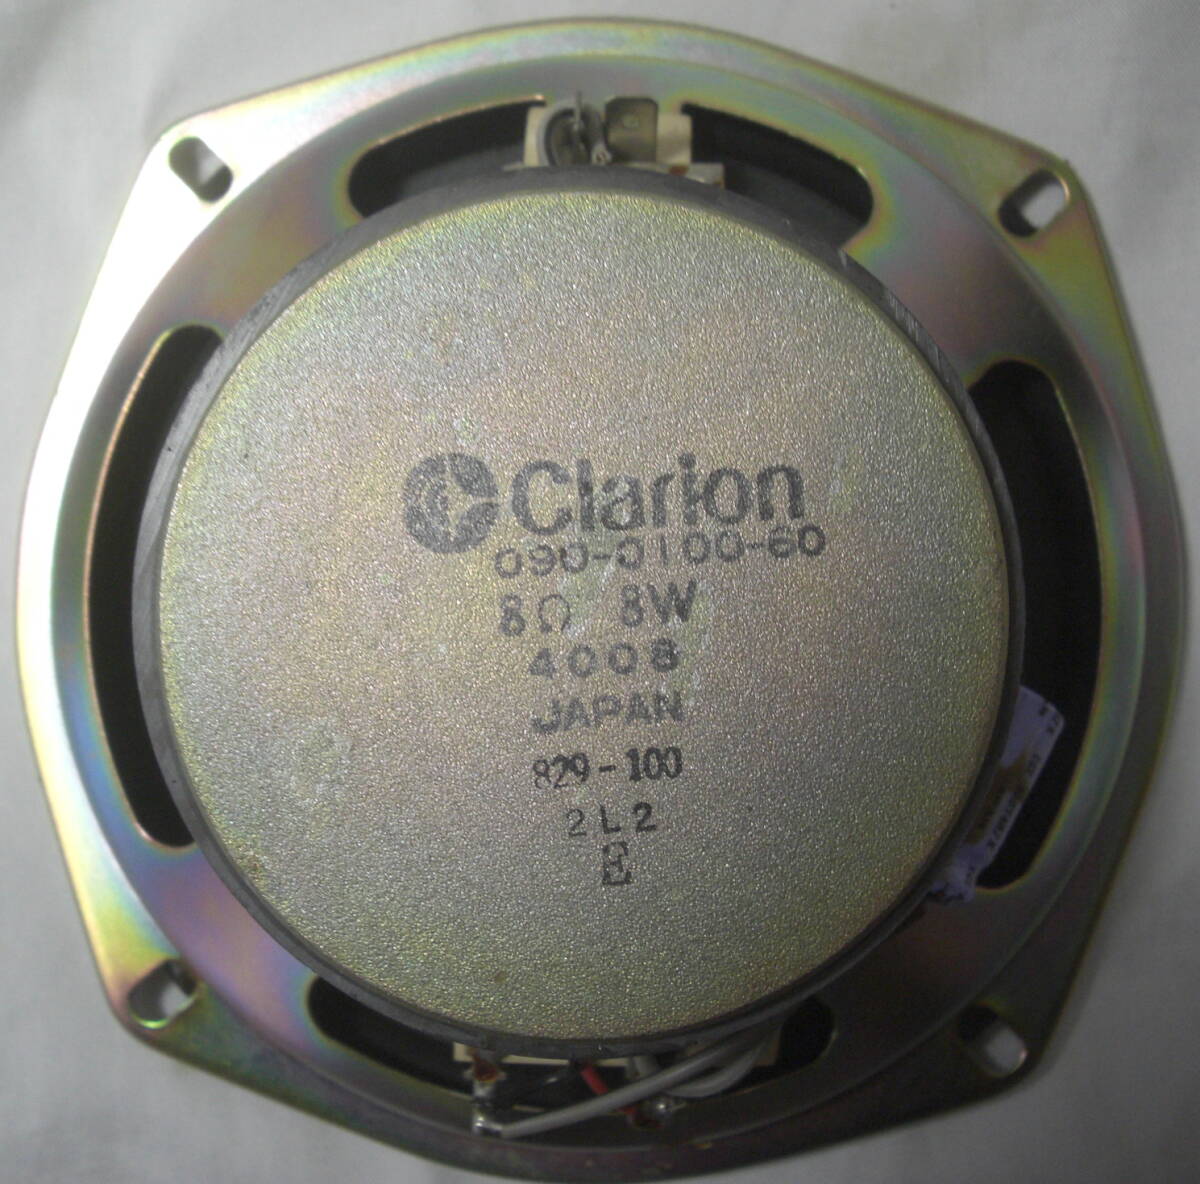 Clarion
090-0100-60
8Ω 8W
4008
JAPAN
829-100
2L2
E